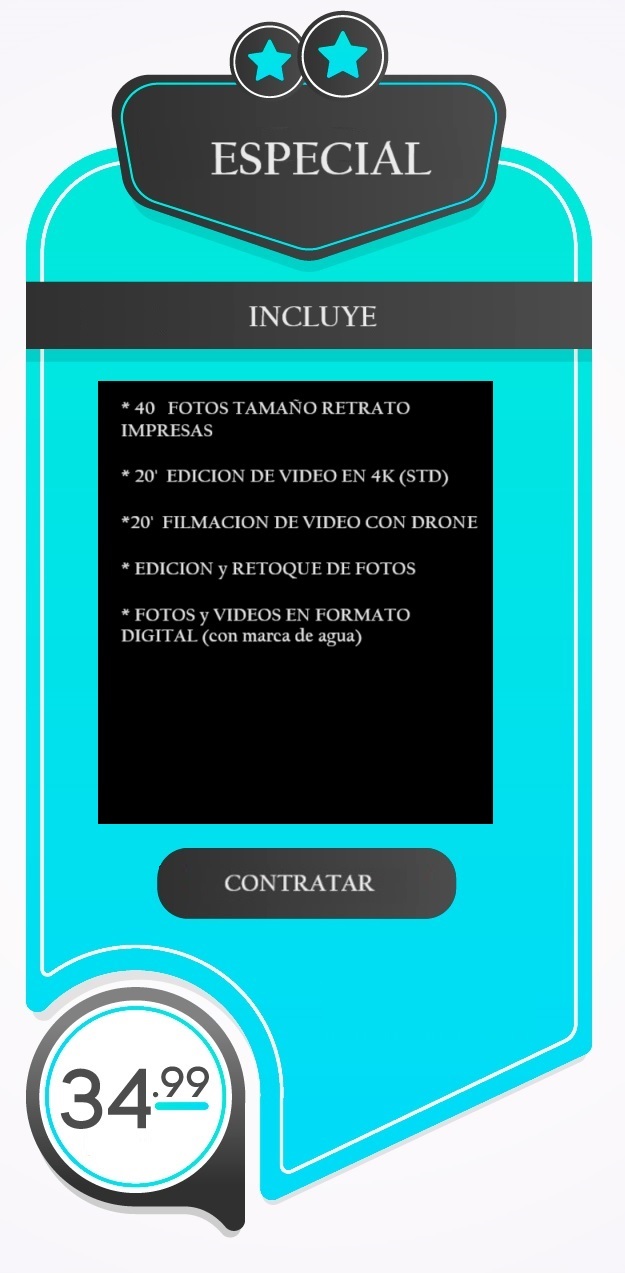 ESPECIAL
INCLUYE
* 40 FOTOS TAMAÑO RETRATO
IMPRESAS
* 20' EDICION DE VIDEO EN 4K (STD)
*20' FILMACION DE VIDEO CON DRONE
* EDICION y RETOQUE DE FOTOS
* FOTOS y VIDEOS EN FORMATO
DIGITAL (con marca de agua)
CONTRATAR
34.99